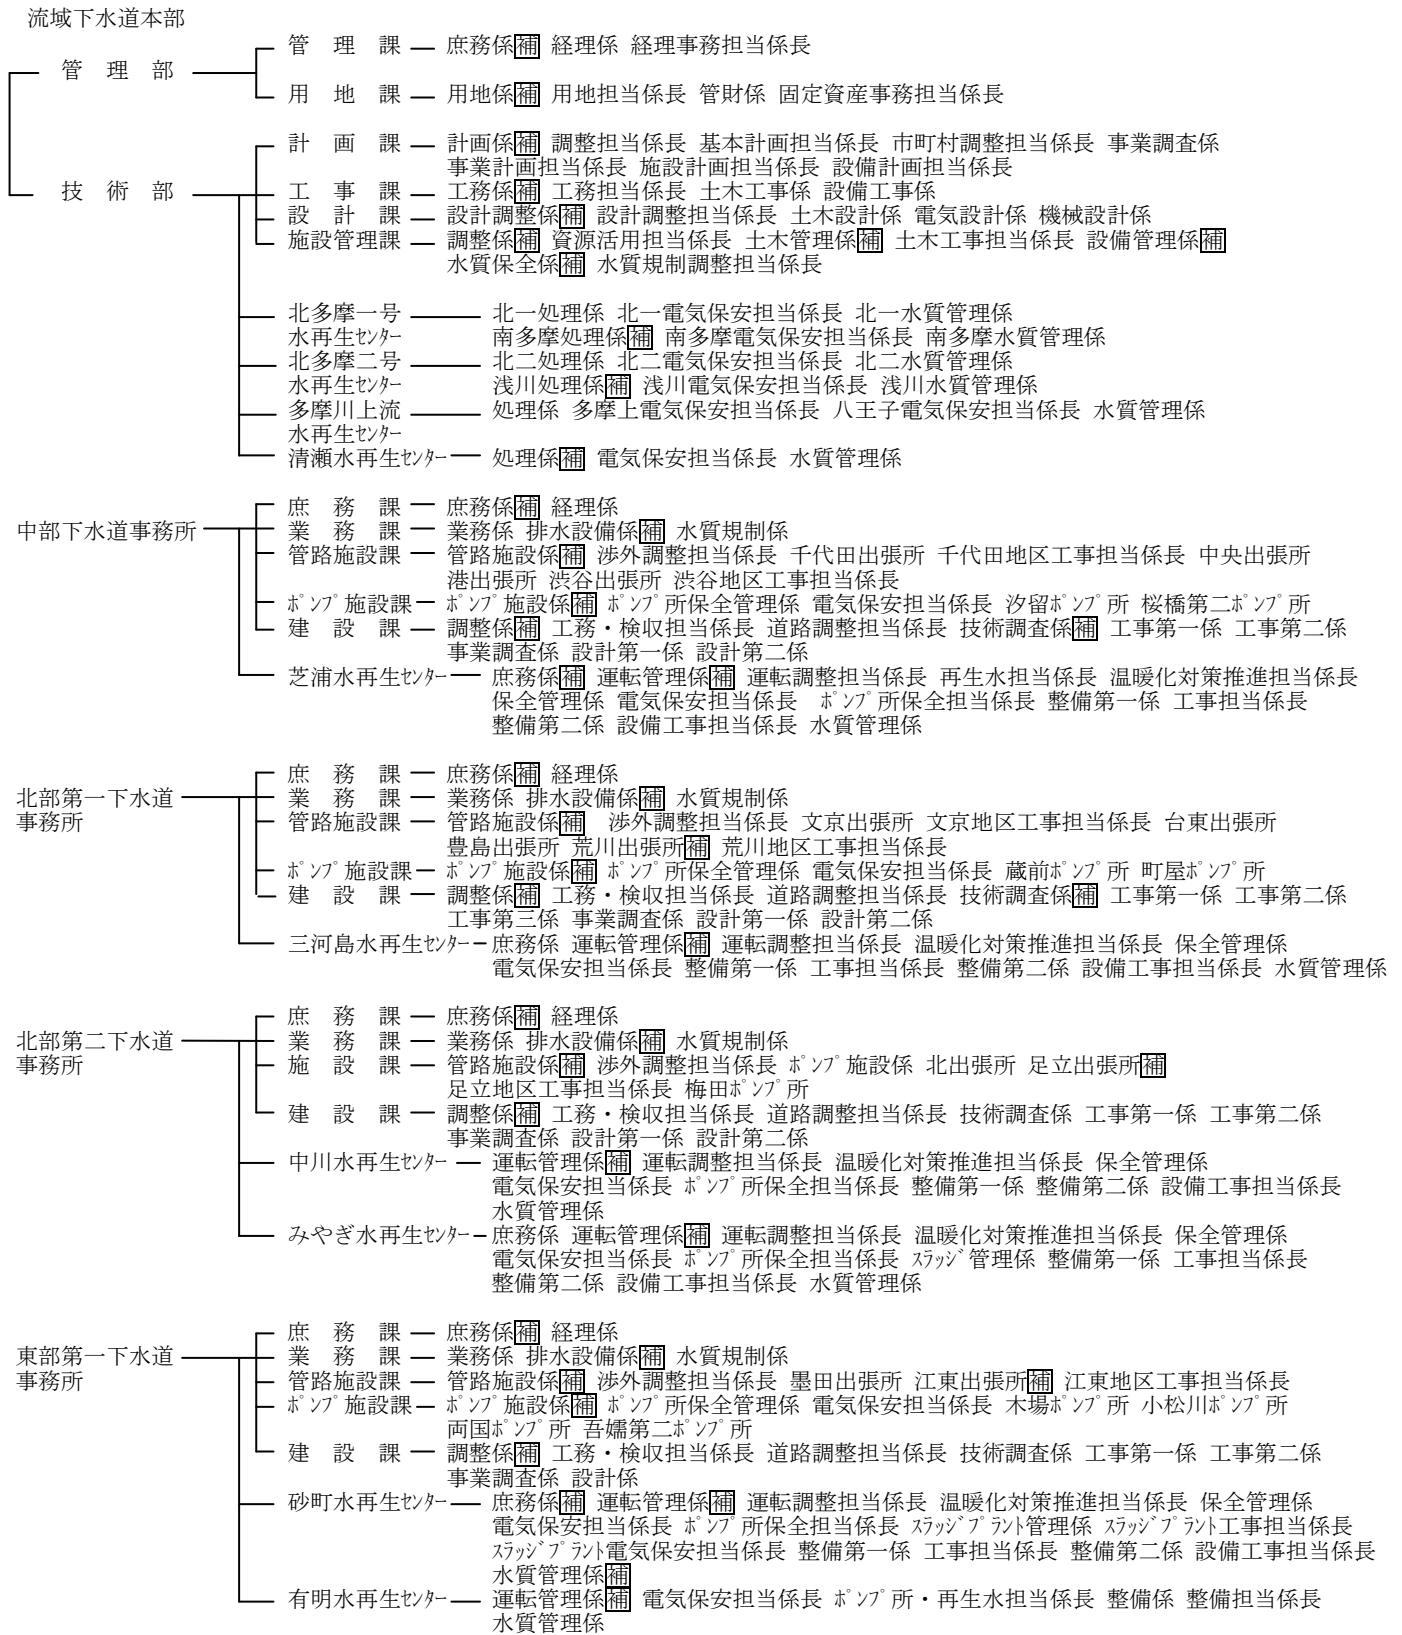 流域下水道本部
管理課 庶務係補 経理係 経理事務担当係長
管理部
用地課 用地係補 用地担当係長 管財係 固定資産事務担当係長
計画課 計画係補 調整担当係長 基本計画担当係長 市町村調整担当係長 事業調査係
事業計画担当係長 施設計画担当係長 設備計画担当係長
技術部 工事課 工務係補 工務担当係長 土木工事係 設備工事係
設計課 設計調整係補 設計調整担当係長 土木設計係 電気設計係 機械設計係
施設管理課 調整係補 資源活用担当係長 土木管理係補 土木工事担当係長 設備管理係補
水質保全係補 水質規制調整担当係長
北多摩一号 北一処理係 北一電気保安担当係長 北一水質管理係
水再生ｾﾝﾀｰ 南多摩処理係補 南多摩電気保安担当係長 南多摩水質管理係
北多摩二号 北二処理係 北二電気保安担当係長 北二水質管理係
水再生ｾﾝﾀｰ 浅川処理係補 浅川電気保安担当係長 浅川水質管理係
多摩川上流 処理係 多摩上電気保安担当係長 八王子電気保安担当係長 水質管理係
水再生ｾﾝﾀｰ
清瀬水再生ｾﾝﾀｰ 処理係補 電気保安担当係長 水質管理係
庶務課 庶務係補 経理係
中部下水道事務所 業務課 業務係 排水設備係補 水質規制係
管路施設課 管路施設係補 渉外調整担当係長 千代田出張所 千代田地区工事担当係長 中央出張所
港出張所 渋谷出張所 渋谷地区工事担当係長
ﾎﾟﾝﾌﾟ施設課 ﾎﾟﾝﾌﾟ施設係補 ﾎﾟﾝﾌﾟ所保全管理係 電気保安担当係長 汐留ﾎﾟﾝﾌﾟ所 桜橋第二ﾎﾟﾝﾌﾟ所
建設課 調整係補 工務・検収担当係長 道路調整担当係長 技術調査係補 工事第一係 工事第二係
事業調査係 設計第一係 設計第二係
芝浦水再生ｾﾝﾀｰ 庶務係補 運転管理係補 運転調整担当係長 再生水担当係長 温暖化対策推進担当係長
保全管理係 電気保安担当係長 ﾎﾟﾝﾌﾟ所保全担当係長 整備第一係 工事担当係長
整備第二係 設備工事担当係長 水質管理係
庶務課 庶務係補 経理係
北部第一下水道 業務課 業務係 排水設備係補 水質規制係
事務所 管路施設課 管路施設係補 渉外調整担当係長 文京出張所 文京地区工事担当係長 台東出張所
豊島出張所 荒川出張所補 荒川地区工事担当係長
ﾎﾟﾝﾌﾟ施設課 ﾎﾟﾝﾌﾟ施設係補 ﾎﾟﾝﾌﾟ所保全管理係 電気保安担当係長 蔵前ﾎﾟﾝﾌﾟ所 町屋ﾎﾟﾝﾌﾟ所
建設課 調整係補 工務・検収担当係長 道路調整担当係長 技術調査係補 工事第一係 工事第二係
工事第三係 事業調査係 設計第一係 設計第二係
三河島水再生ｾﾝﾀｰ 庶務係 運転管理係補 運転調整担当係長 温暖化対策推進担当係長 保全管理係
電気保安担当係長 整備第一係 工事担当係長 整備第二係 設備工事担当係長 水質管理係
庶務課 庶務係補 経理係
北部第二下水道 業務課 業務係 排水設備係補 水質規制係
事務所 施設課 管路施設係補 渉外調整担当係長 ﾎﾟﾝﾌﾟ施設係 北出張所 足立出張所補
足立地区工事担当係長 梅田ﾎﾟﾝﾌﾟ所
建設課 調整係補 工務・検収担当係長 道路調整担当係長 技術調査係 工事第一係 工事第二係
事業調査係 設計第一係 設計第二係
中川水再生ｾﾝﾀｰ 運転管理係補 運転調整担当係長 温暖化対策推進担当係長 保全管理係
電気保安担当係長 ﾎﾟﾝﾌﾟ所保全担当係長 整備第一係 整備第二係 設備工事担当係長
水質管理係
みやぎ水再生ｾﾝﾀｰ 庶務係 運転管理係補 運転調整担当係長 温暖化対策推進担当係長 保全管理係
電気保安担当係長 ﾎﾟﾝﾌﾟ所保全担当係長 ｽﾗｯｼﾞ管理係 整備第一係 工事担当係長
整備第二係 設備工事担当係長 水質管理係
庶務課 庶務係補 経理係
東部第一下水道 業務課 業務係 排水設備係補 水質規制係
事務所 管路施設課 管路施設係補 渉外調整担当係長 墨田出張所 江東出張所補 江東地区工事担当係長
ﾎﾟﾝﾌﾟ施設課 ﾎﾟﾝﾌﾟ施設係補 ﾎﾟﾝﾌﾟ所保全管理係 電気保安担当係長 木場ﾎﾟﾝﾌﾟ所 小松川ﾎﾟﾝﾌﾟ所
両国ﾎﾟﾝﾌﾟ所 吾嬬第二ﾎﾟﾝﾌﾟ所
建設課 調整係補 工務・検収担当係長 道路調整担当係長 技術調査係 工事第一係 工事第二係
事業調査係 設計係
砂町水再生ｾﾝﾀｰ 庶務係補 運転管理係補 運転調整担当係長 温暖化対策推進担当係長 保全管理係
電気保安担当係長 ﾎﾟﾝﾌﾟ所保全担当係長 ｽﾗｯｼﾞﾌﾟﾗﾝﾄ管理係 ｽﾗｯｼﾞﾌﾟﾗﾝﾄ工事担当係長
ｽﾗｯｼﾞﾌﾟﾗﾝﾄ電気保安担当係長 整備第一係 工事担当係長 整備第二係 設備工事担当係長
水質管理係補
有明水再生ｾﾝﾀｰ 運転管理係補 電気保安担当係長 ﾎﾟﾝﾌﾟ所・再生水担当係長 整備係 整備担当係長
水質管理係